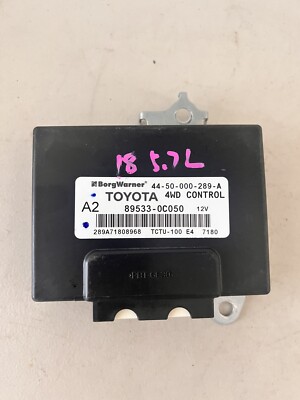 18 5.7L
BorgWarner 44-50-000-289-A
TOYOTA 4WD CONTROL
A2 89533-0C050 12V
289A71808968 TCTU-100 E4 7180